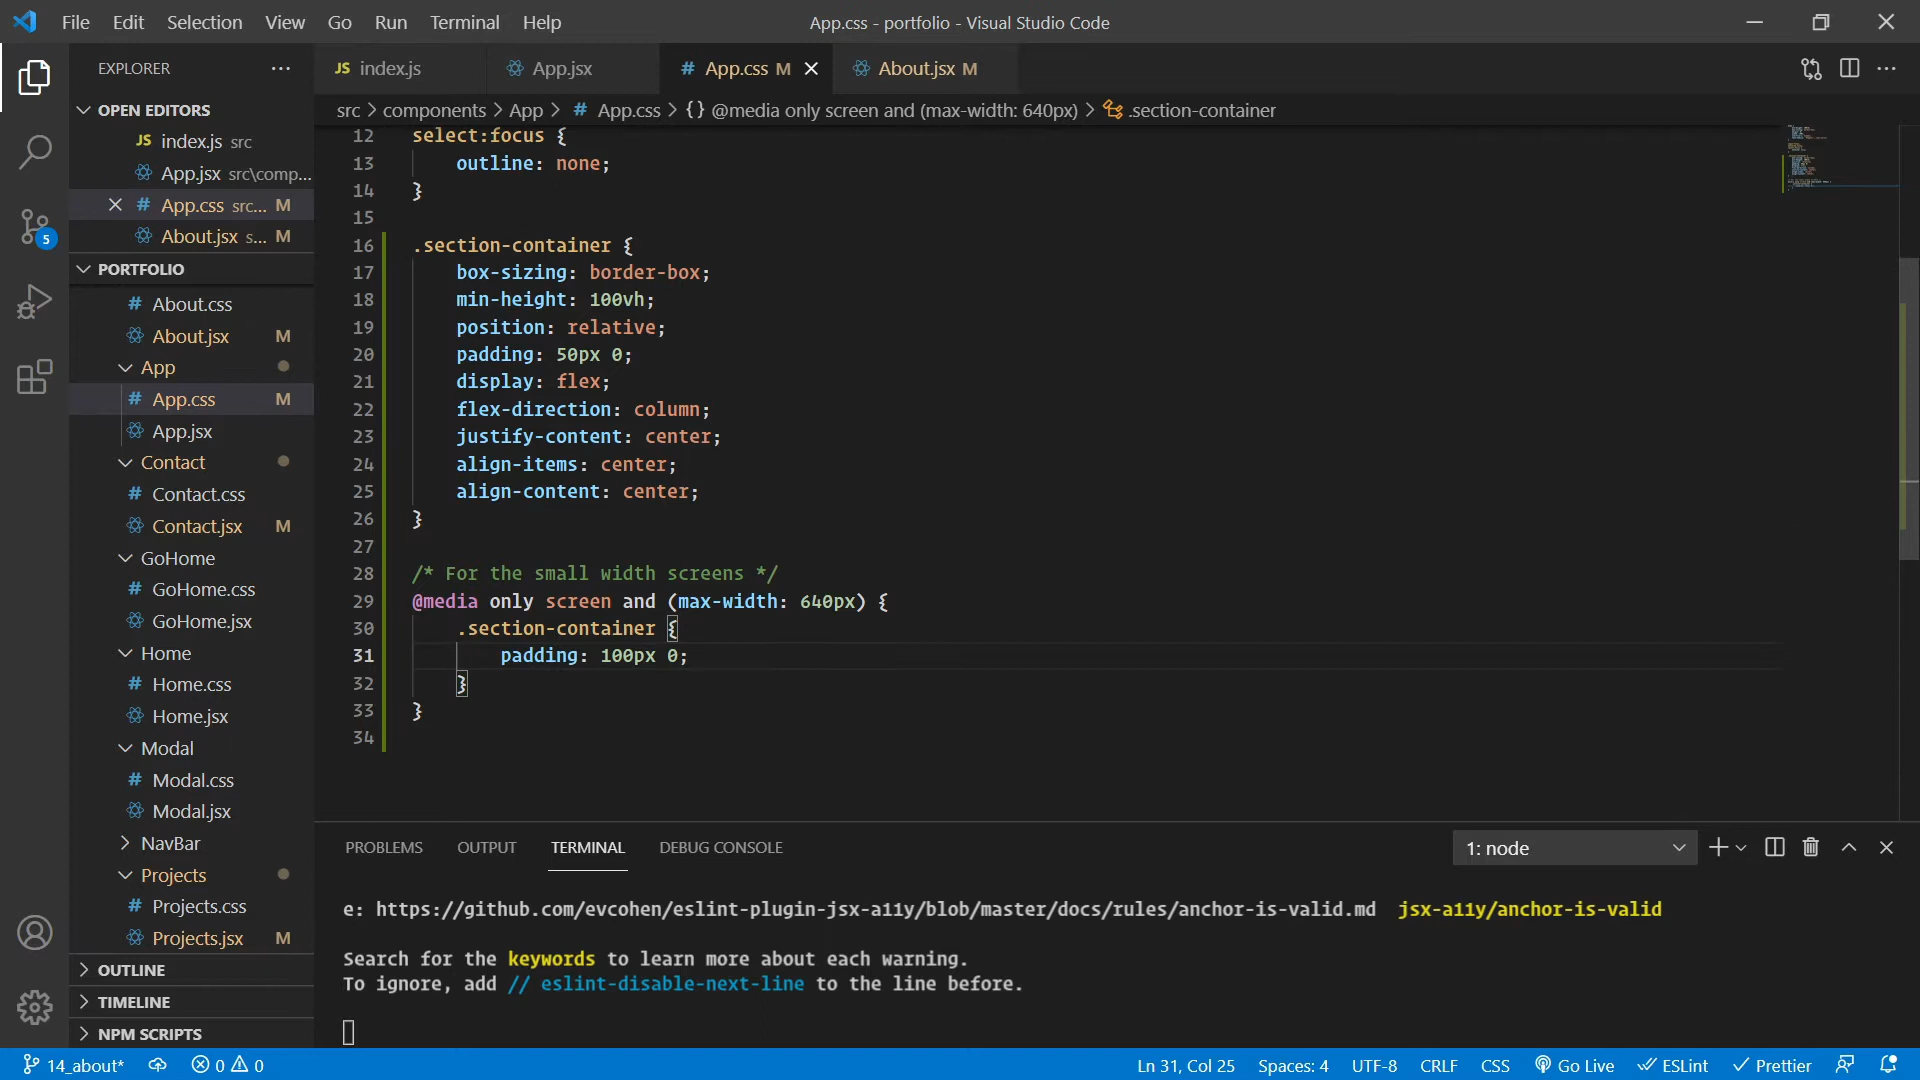 File Edit Selection View Go Run Terminal Help
App.css - portfolio - Visual Studio Code
EXPLORER
OPEN EDITORS
JS index.js src
App.jsx src\comp...
# App.css src... M
About.jsx s... M
PORTFOLIO
# About.css
About.jsx M
App
# App.css M
App.jsx
Contact
# Contact.css
Contact.jsx M
GoHome
# GoHome.css
GoHome.jsx
Home
# Home.css
Home.jsx
Modal
# Modal.css
Modal.jsx
NavBar
Projects
# Projects.css
Projects.jsx M
OUTLINE
TIMELINE
NPM SCRIPTS
5
JS index.js
App.jsx
# App.css M
About.jsx M
src > components > App > # App.css > {} @media only screen and (max-width: 640px) > .section-container
12 select:focus {
13 outline: none;
14 }
15
16 .section-container {
17 box-sizing: border-box;
18 min-height: 100vh;
19 position: relative;
20 padding: 50px 0;
21 display: flex;
22 flex-direction: column;
23 justify-content: center;
24 align-items: center;
25 align-content: center;
26 }
27
28 /* For the small width screens */
29 @media only screen and (max-width: 640px) {
30 .section-container {
31 padding: 100px 0;
32 }
33 }
34
PROBLEMS OUTPUT TERMINAL DEBUG CONSOLE
1: node
e: https://github.com/evcohen/eslint-plugin-jsx-a11y/blob/master/docs/rules/anchor-is-valid.md jsx-a11y/anchor-is-valid
Search for the keywords to learn more about each warning.
To ignore, add // eslint-disable-next-line to the line before.
14_about* 0 0
Ln 31, Col 25 Spaces: 4 UTF-8 CRLF CSS Go Live ESLint Prettier